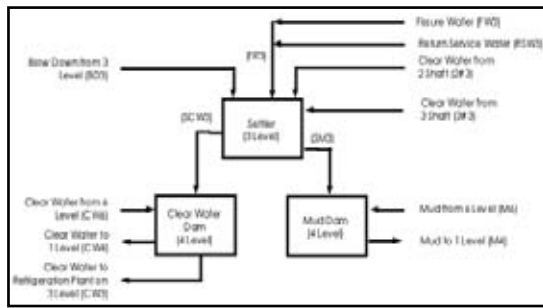 Fissure Water (FW3)
Return Service Water (RSW3)
Clear Water from
2 Shaft (2#3)
Blow Down from 3
Level (BD3)
Clear Water from
3 Shaft (3#3)
Settler
(3 Level)
(SCW3)
(SM3)
Clear Water from 6
Level (CW6)
Clear Water
Dam
(4 Level)
Mud Dam
(4 Level)
Mud from 6 Level (M6)
Clear Water to
1 Level (CW4)
Mud to 1 Level (M4)
Clear Water to
Refrigeration Plant on
3 Level (CW3)